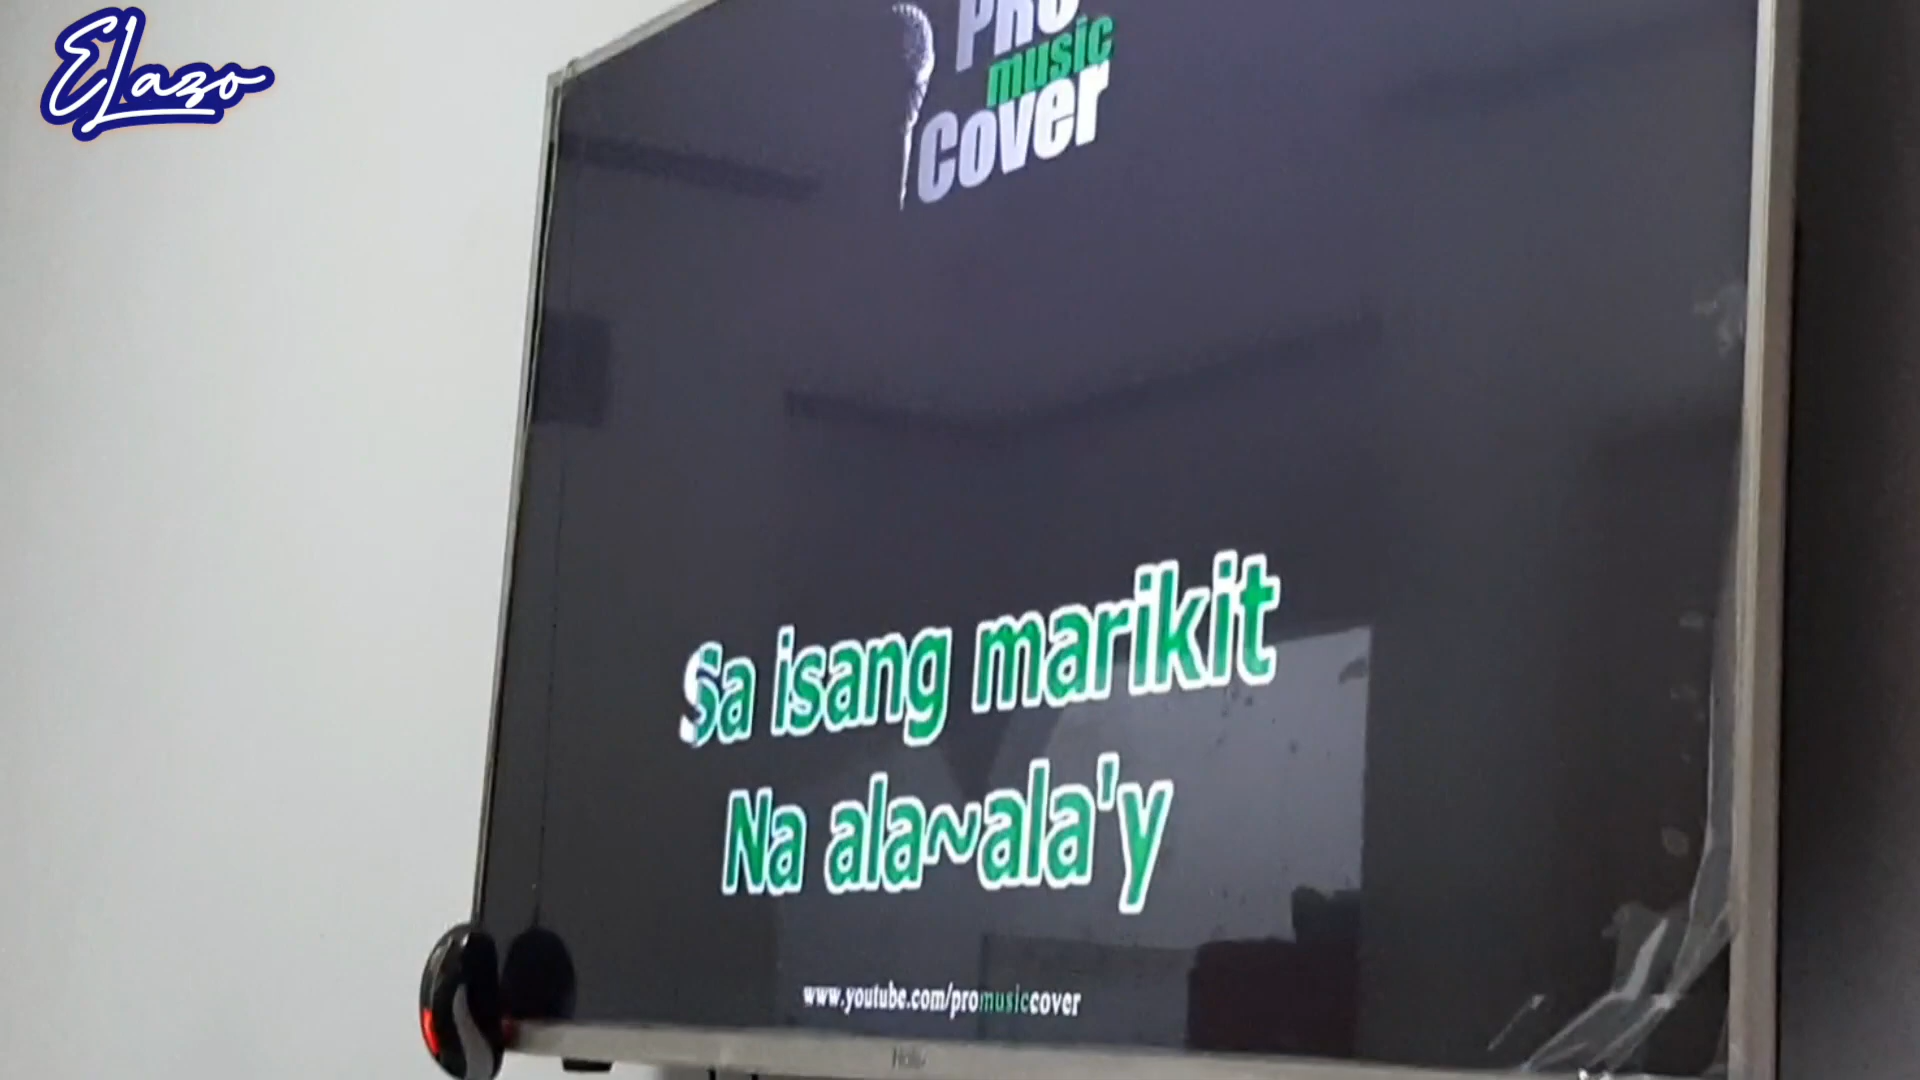 ELazo
Pro
music
Cover
Sa isang marikit
Na ala~ala'y
www.youtube.com/promusiccover